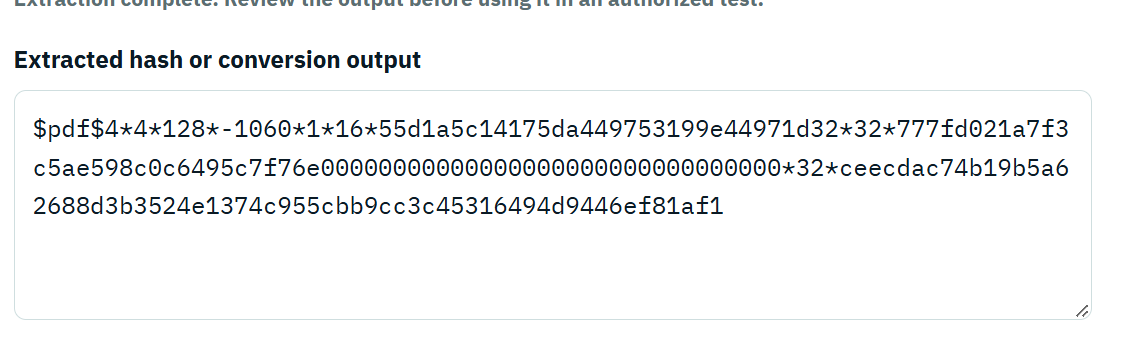 Extraction complete. Review the output before using it in an authorized test.
Extracted hash or conversion output
$pdf$4*4*128*-1060*1*16*55d1a5c14175da449753199e44971d32*32*777fd021a7f3
c5ae598c0c6495c7f76e00000000000000000000000000000000*32*ceecdac74b19b5a6
2688d3b3524e1374c955cbb9cc3c45316494d9446ef81af1